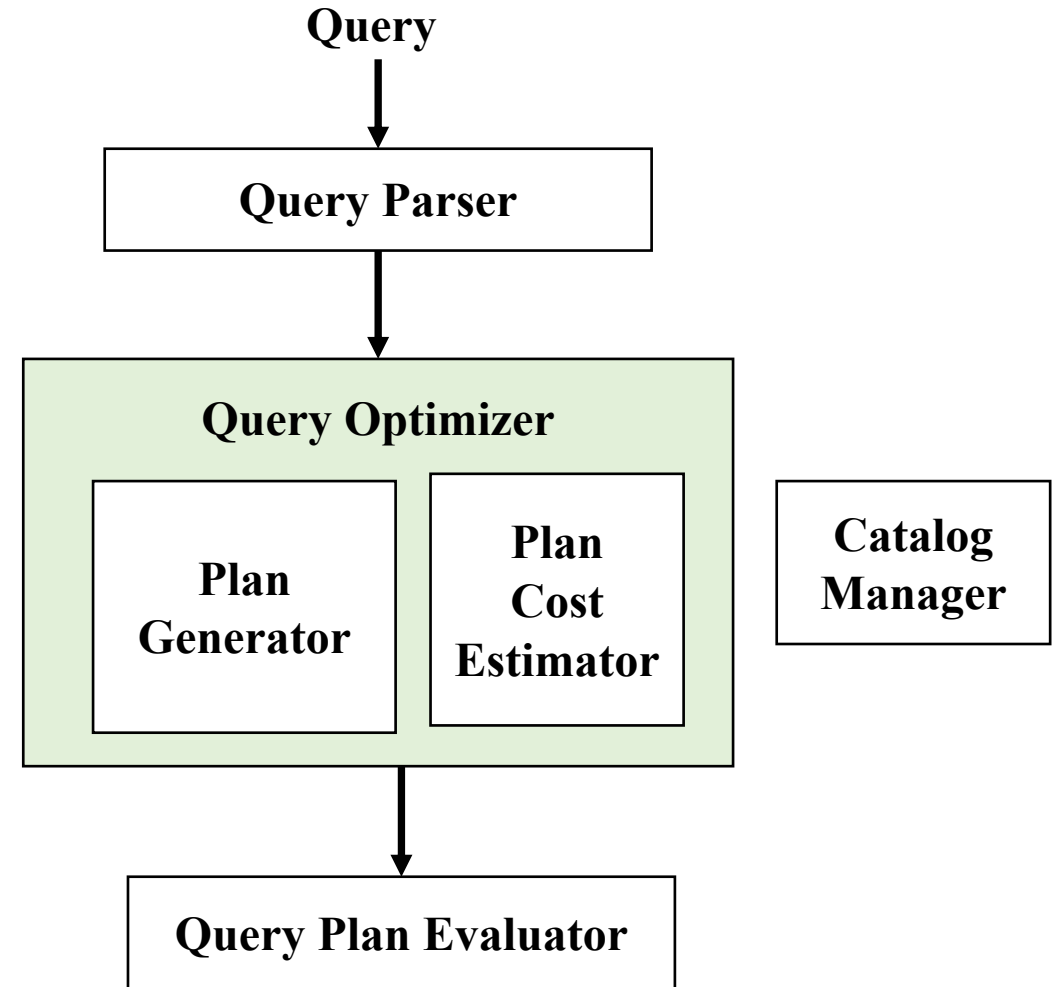 Query
Query Parser
Query Optimizer
Plan
Generator
Plan
Cost
Estimator
Catalog
Manager
Query Plan Evaluator